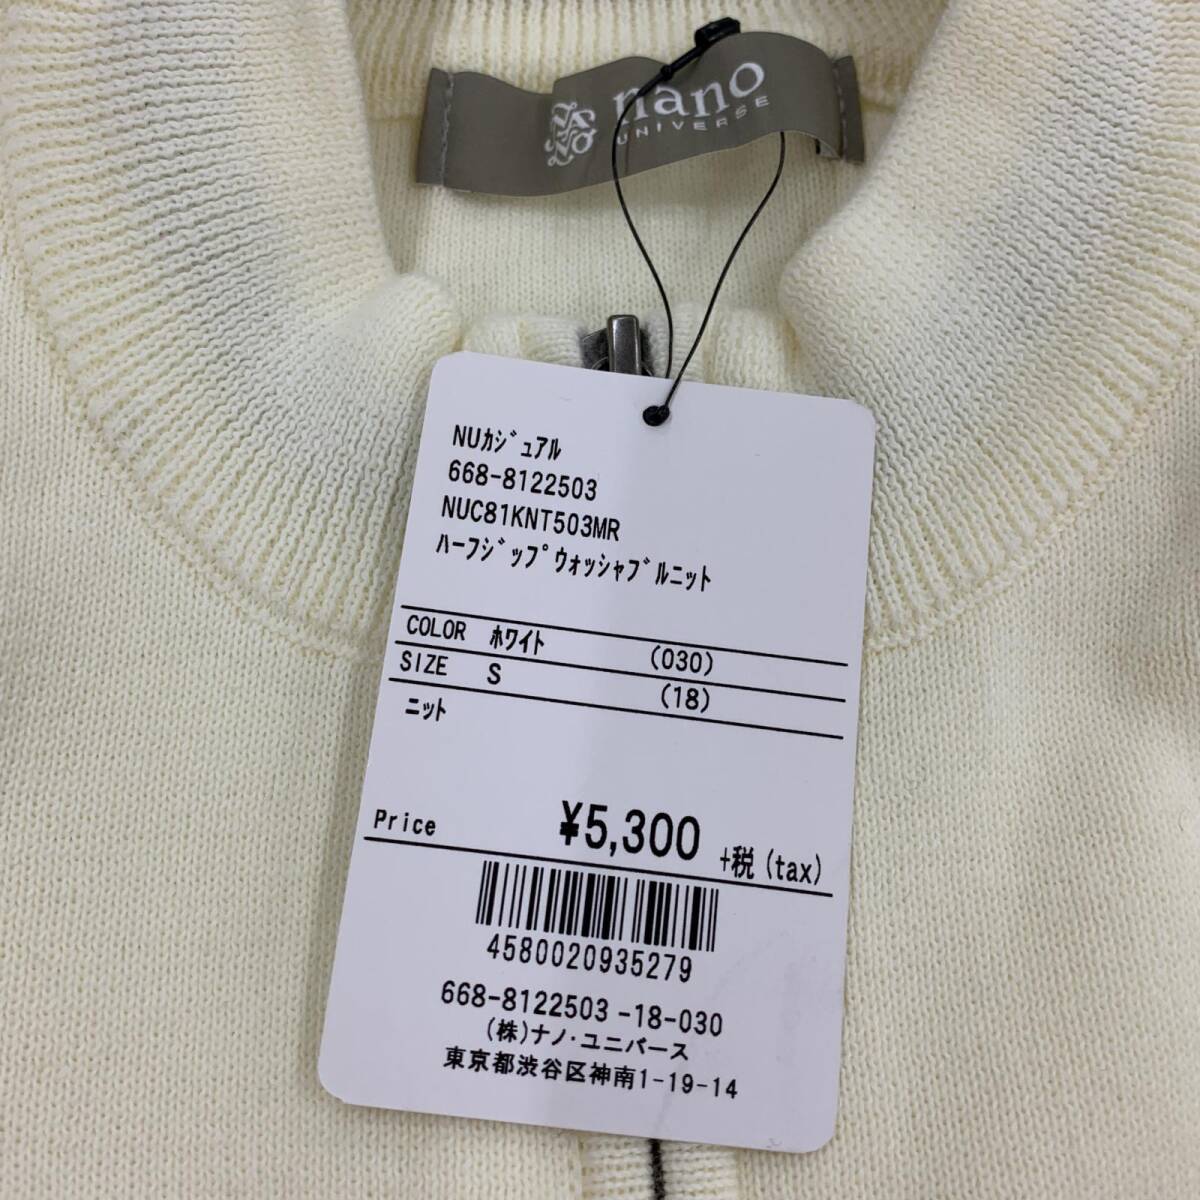 nano
UNIVERSE
NUｶｼﾞｭｱﾙ
668-8122503
NUC81KNT503MR
ﾊｰﾌｼﾞｯﾌﾟｳｫｯｼｬﾌﾞﾙﾆｯﾄ
COLOR ﾎﾜｲﾄ (030)
SIZE S (18)
ﾆｯﾄ
Price ¥5,300 +税(tax)
4580020935279
668-8122503 -18-030
(株)ナノ・ユニバース
東京都渋谷区神南1-19-14